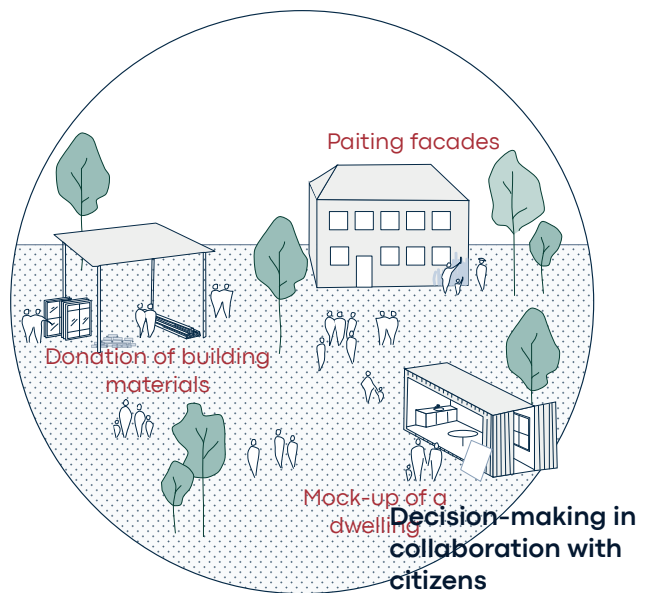 Paiting facades
Donation of building
materials
Mock-up of a
dwelling
Decision-making in
collaboration with
citizens